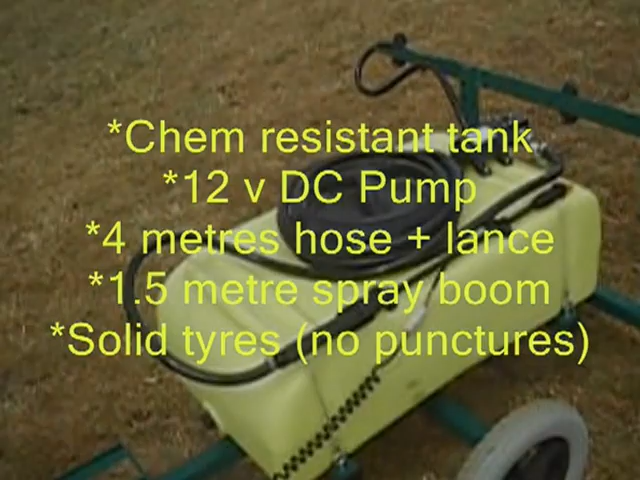 *Chem resistant tank
*12 v DC Pump
*4 metres hose + lance
*1.5 metre spray boom
*Solid tyres (no punctures)